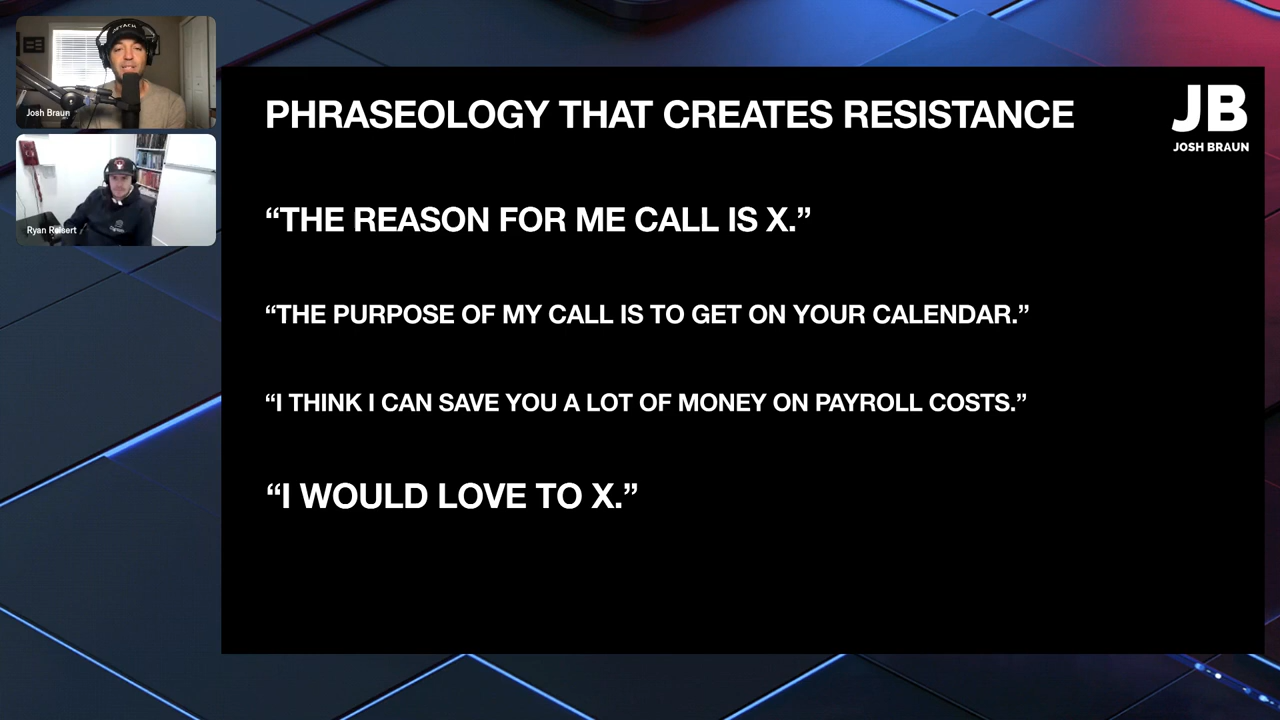 Josh Braun
Ryan Reisert
PHRASEOLOGY THAT CREATES RESISTANCE
JB
JOSH BRAUN
“THE REASON FOR ME CALL IS X.”
“THE PURPOSE OF MY CALL IS TO GET ON YOUR CALENDAR.”
“I THINK I CAN SAVE YOU A LOT OF MONEY ON PAYROLL COSTS.”
“I WOULD LOVE TO X.”